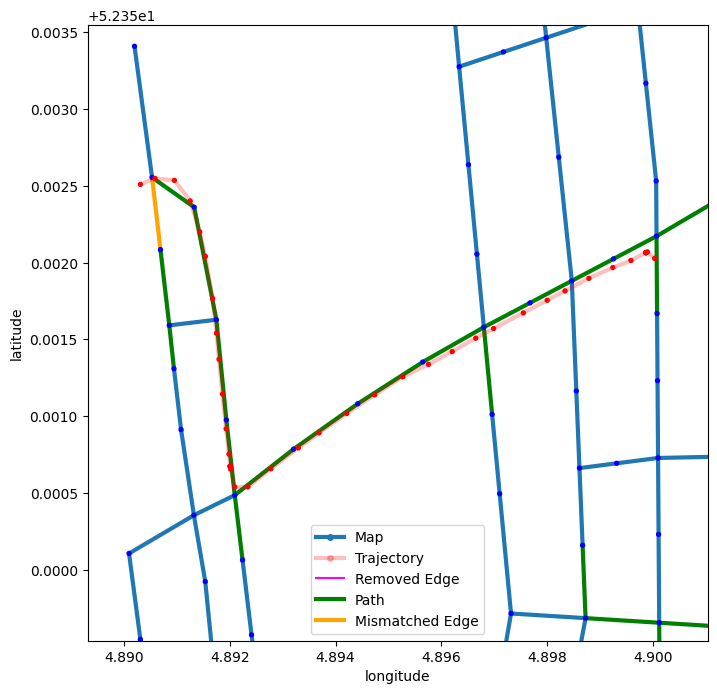 +5.235e1
0.0035
0.0030
0.0025
0.0020
0.0015
0.0010
0.0005
0.0000
latitude
Map
Trajectory
Removed Edge
Path
Mismatched Edge
4.890 4.892 4.894 4.896 4.898 4.900
longitude